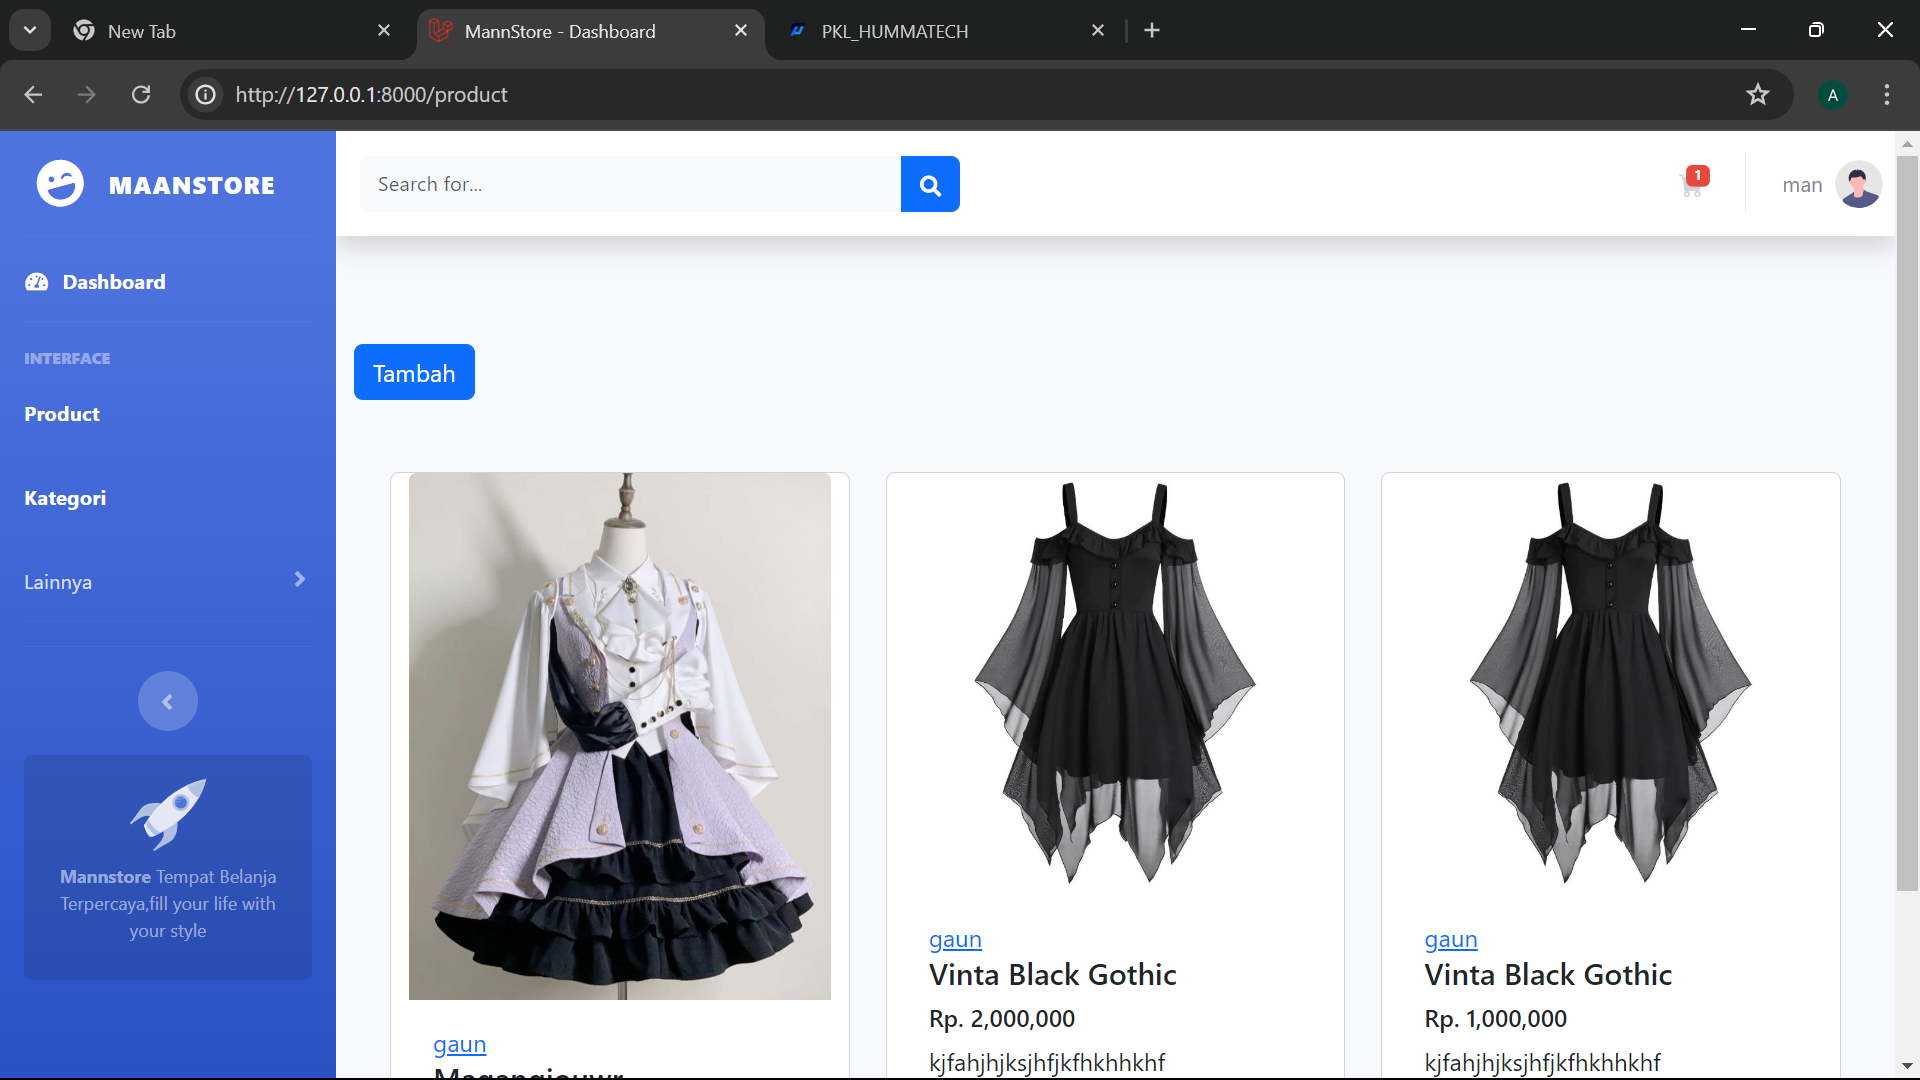 New Tab
MannStore - Dashboard
PKL_HUMMATECH
http://127.0.0.1:8000/product
A
MAANSTORE
Search for...
1
man
Dashboard
INTERFACE
Product
Kategori
Lainnya
Mannstore Tempat Belanja
Terpercaya,fill your life with
your style
Tambah
gaun
gaun
Vinta Black Gothic
Rp. 2,000,000
kjfahjhjksjhfjkfhkhhkhf
gaun
Vinta Black Gothic
Rp. 1,000,000
kjfahjhjksjhfjkfhkhhkhf